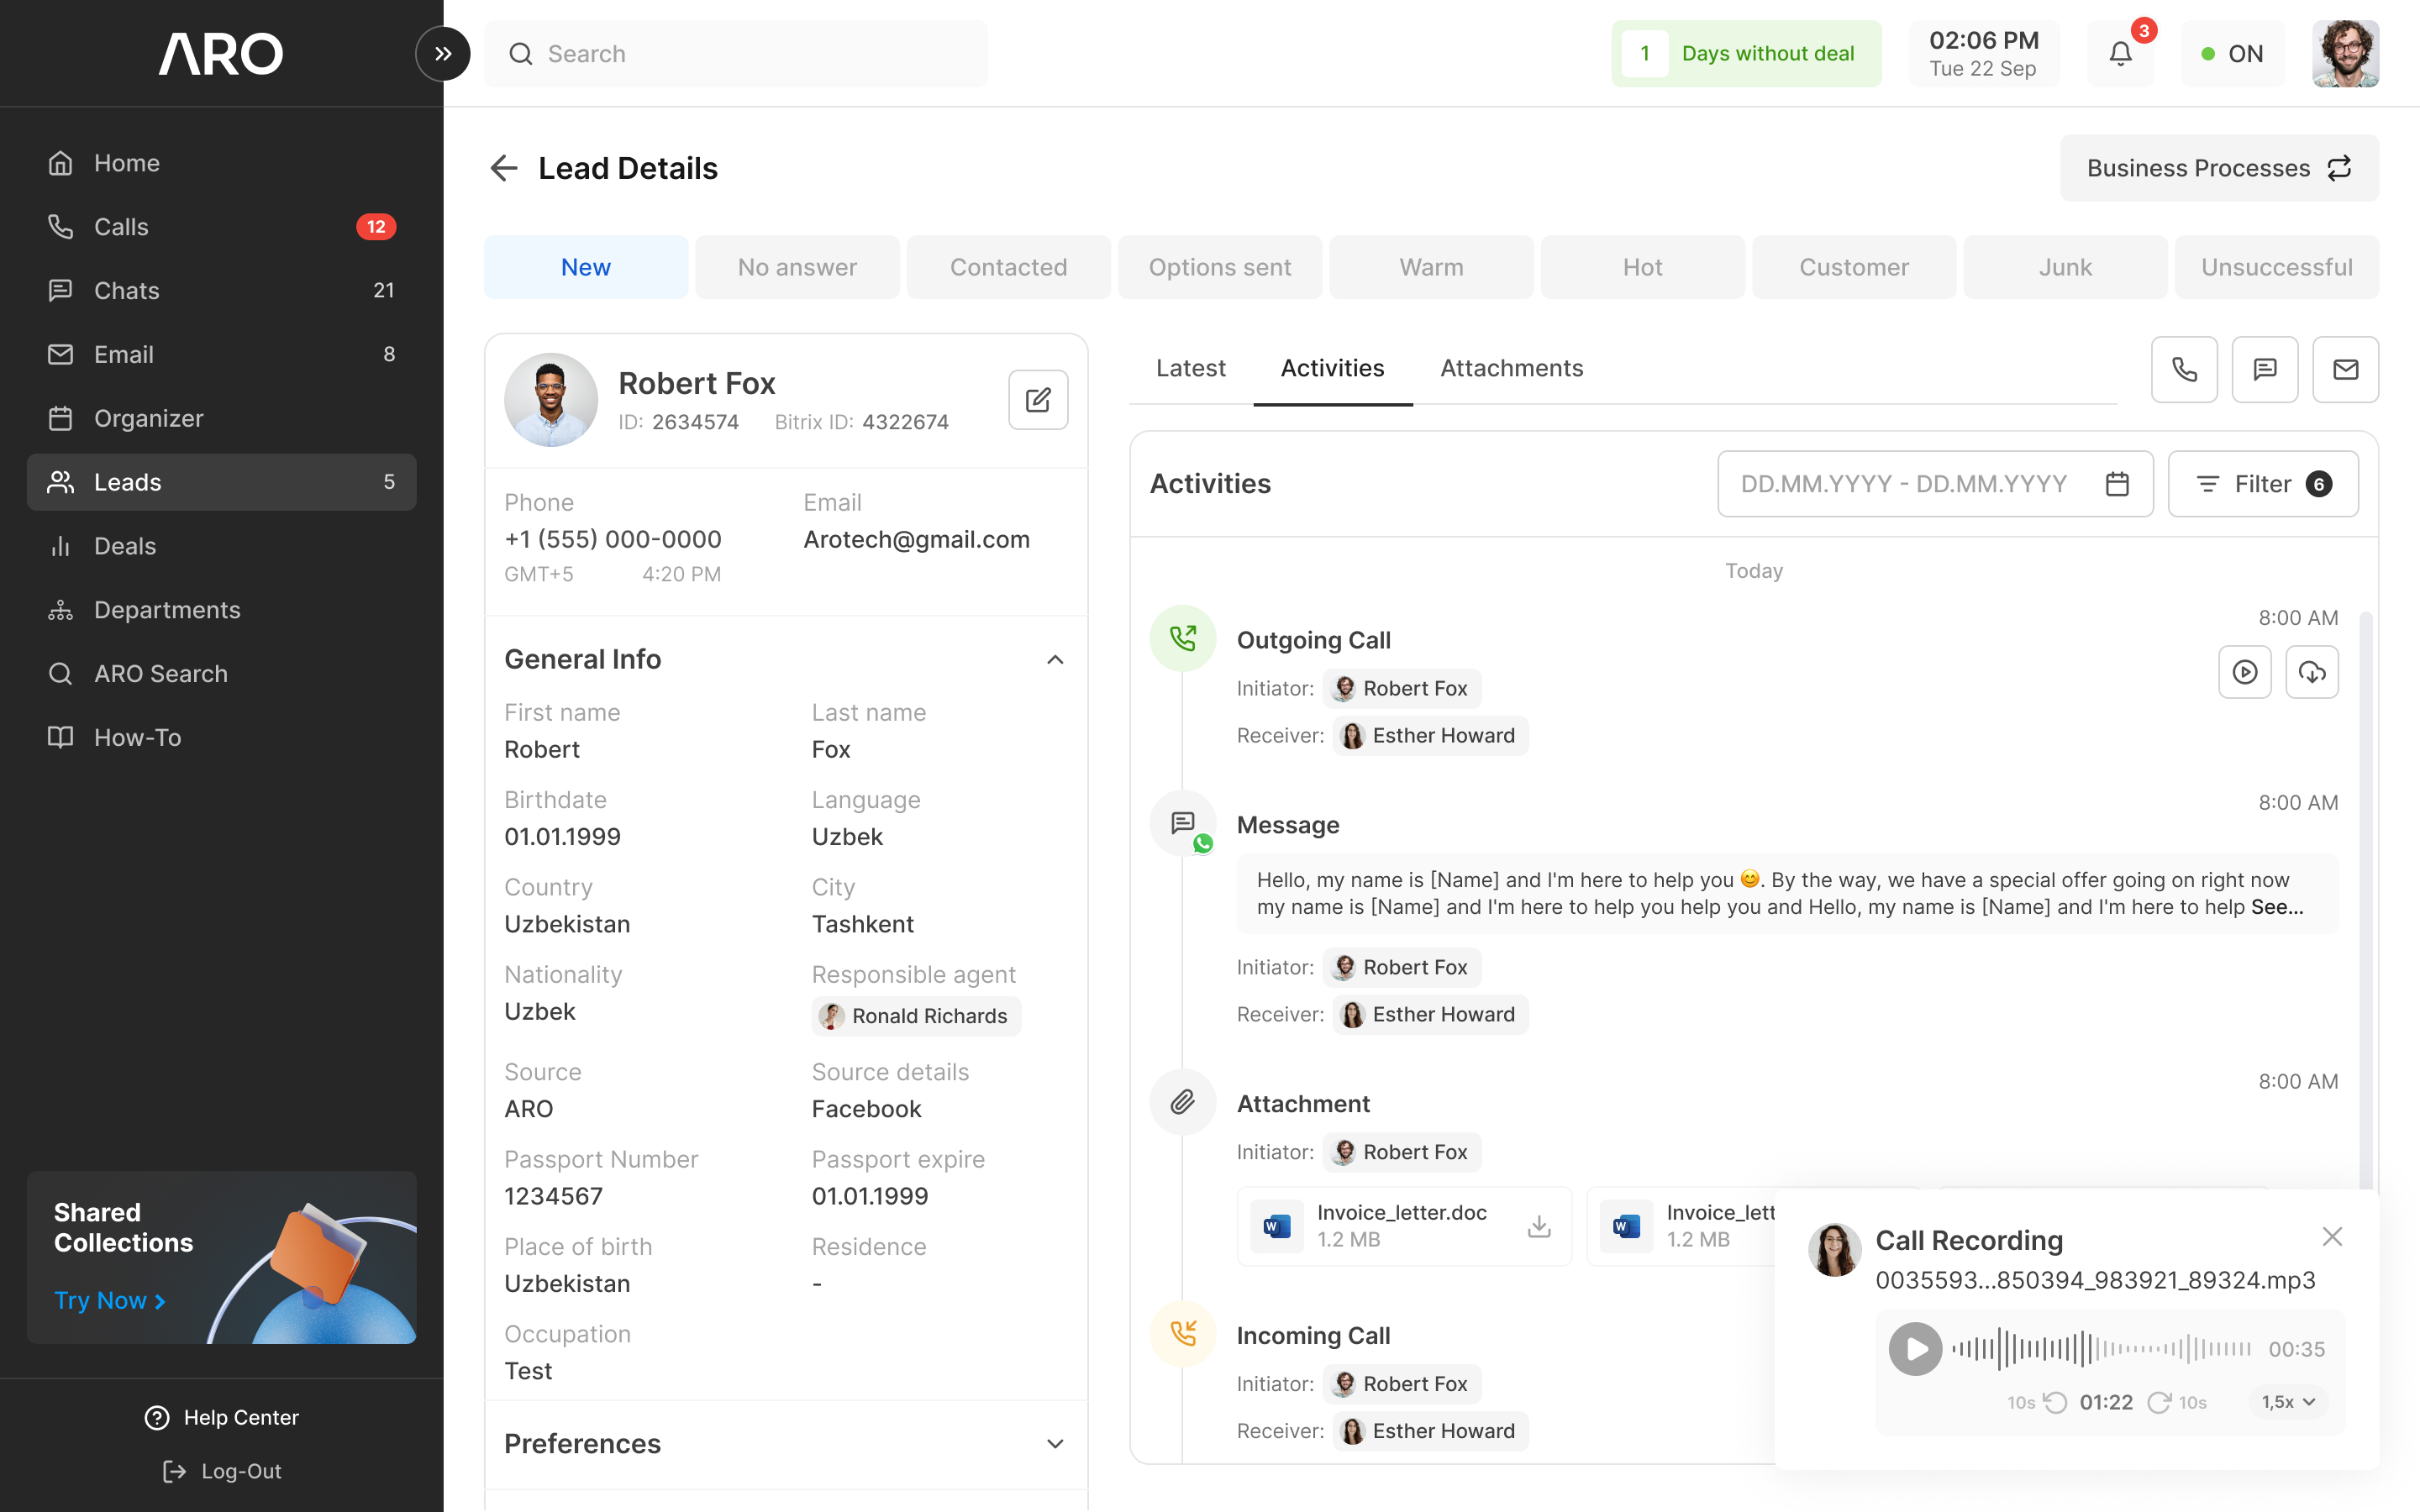 ARO
Search
1 Days without deal
02:06 PM
Tue 22 Sep
3
ON
Home
Calls 12
Chats 21
Email 8
Organizer
Leads 5
Deals
Departments
ARO Search
How-To
Shared
Collections
Try Now
Help Center
Log-Out
Lead Details
Business Processes
New
No answer
Contacted
Options sent
Warm
Hot
Customer
Junk
Unsuccessful
Robert Fox
ID: 2634574 Bitrix ID: 4322674
Phone
+1 (555) 000-0000
GMT+5 4:20 PM
Email
Arotech@gmail.com
General Info
First name
Robert
Last name
Fox
Birthdate
01.01.1999
Language
Uzbek
Country
Uzbekistan
City
Tashkent
Nationality
Uzbek
Responsible agent
Ronald Richards
Source
ARO
Source details
Facebook
Passport Number
1234567
Passport expire
01.01.1999
Place of birth
Uzbekistan
Residence
-
Occupation
Test
Preferences
Latest
Activities
Attachments
Activities
DD.MM.YYYY - DD.MM.YYYY
Filter 6
Today
Outgoing Call
8:00 AM
Initiator: Robert Fox
Receiver: Esther Howard
Message
8:00 AM
Hello, my name is [Name] and I'm here to help you 😊. By the way, we have a special offer going on right now
my name is [Name] and I'm here to help you help you and Hello, my name is [Name] and I'm here to help See...
Initiator: Robert Fox
Receiver: Esther Howard
Attachment
8:00 AM
Initiator: Robert Fox
W
Invoice_letter.doc
1.2 MB
W
Invoice_lett
1.2 MB
Incoming Call
Initiator: Robert Fox
Receiver: Esther Howard
Call Recording
0035593...850394_983921_89324.mp3
00:35
10s 01:22 10s
1,5x